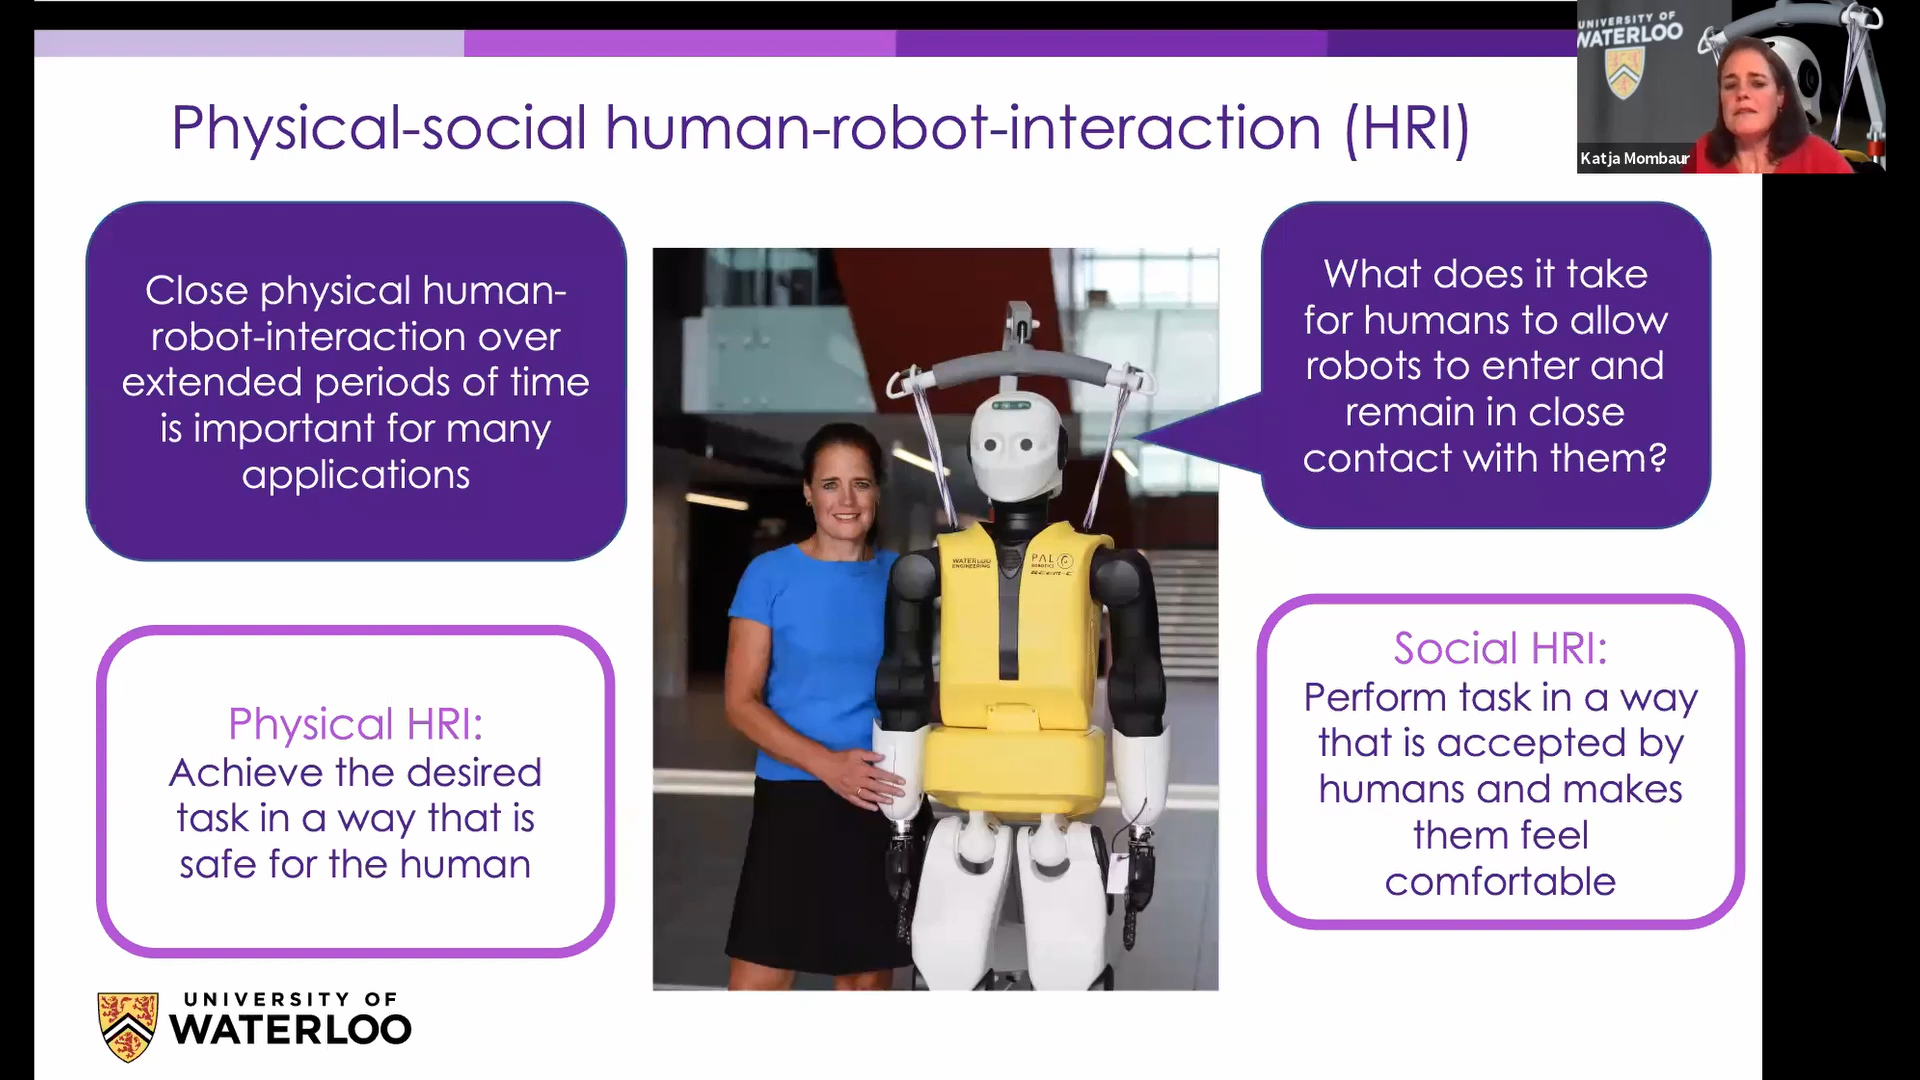 Physical-social human-robot-interaction (HRI)
UNIVERSITY OF
WATERLOO
Katja Mombaur
Close physical human-
robot-interaction over
extended periods of time
is important for many
applications
What does it take
for humans to allow
robots to enter and
remain in close
contact with them?
WATERLOO
ENGINEERING
PAL
ROBOTICS
REEM-C
Physical HRI:
Achieve the desired
task in a way that is
safe for the human
Social HRI:
Perform task in a way
that is accepted by
humans and makes
them feel
comfortable
UNIVERSITY OF
WATERLOO